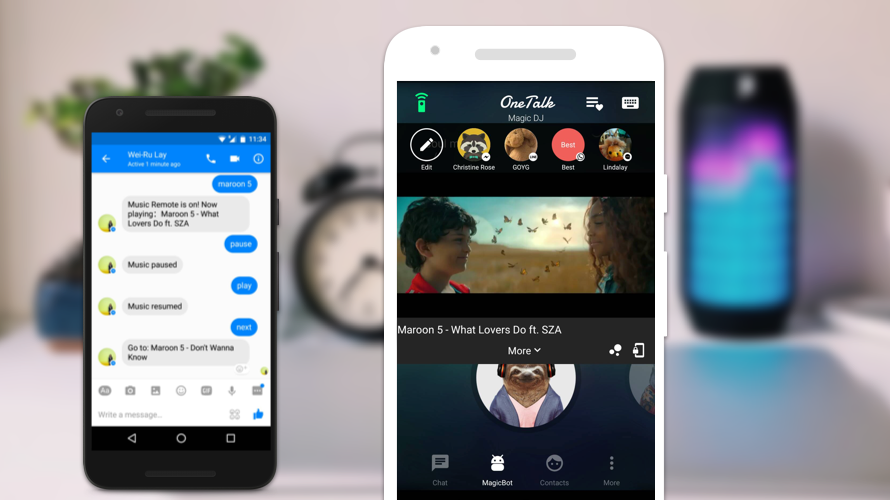 11:34
Wei-Ru Lay
Active 1 minute ago
maroon 5
Music Remote is on! Now
playing： Maroon 5 - What
Lovers Do ft. SZA
pause
Music paused
play
Music resumed
next
Go to: Maroon 5 - Don't Wanna
Know
Aa
GIF
Write a message...
OneTalk
Magic DJ
Best
Edit
Christine Rose
GOYG
Best
Lindalay
Maroon 5 - What Lovers Do ft. SZA
More
Chat
MagicBot
Contacts
More